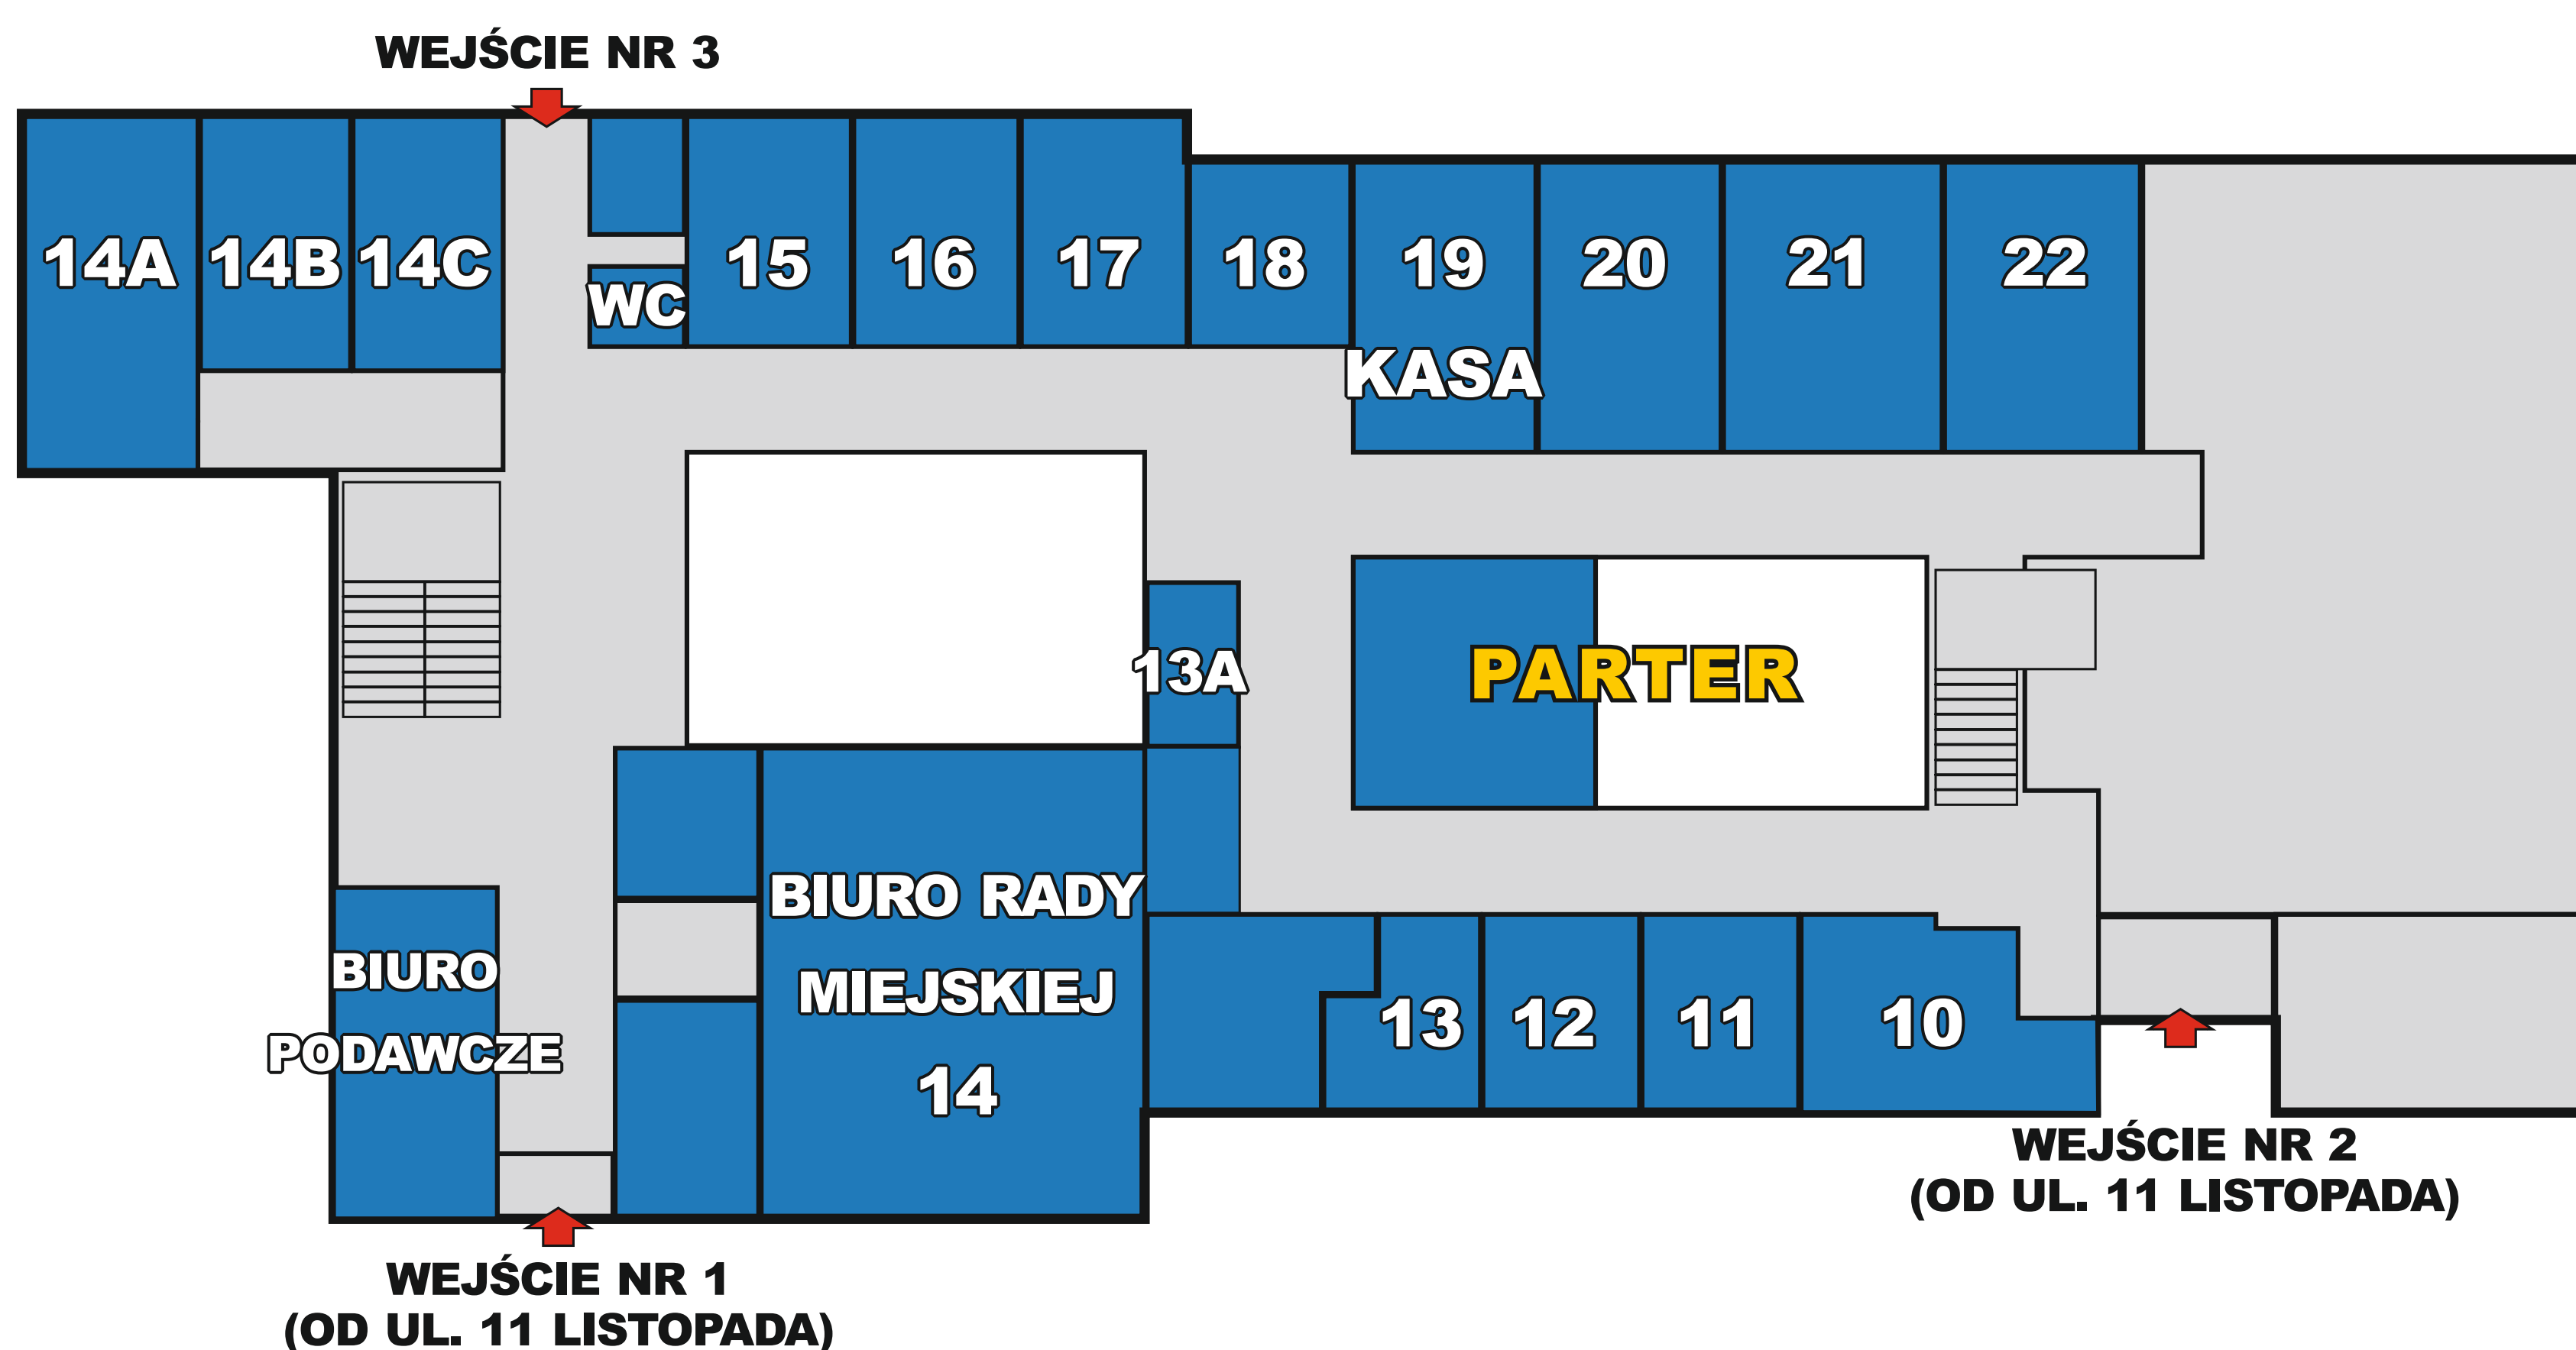 WEJŚCIE NR 3
14A
14B
14C
WC
15
16
17
18
19
KASA
20
21
22
13A
PARTER
BIURO RADY
MIEJSKIEJ
14
BIURO
PODAWCZE
13
12
11
10
WEJŚCIE NR 2
(OD UL. 11 LISTOPADA)
WEJŚCIE NR 1
(OD UL. 11 LISTOPADA)